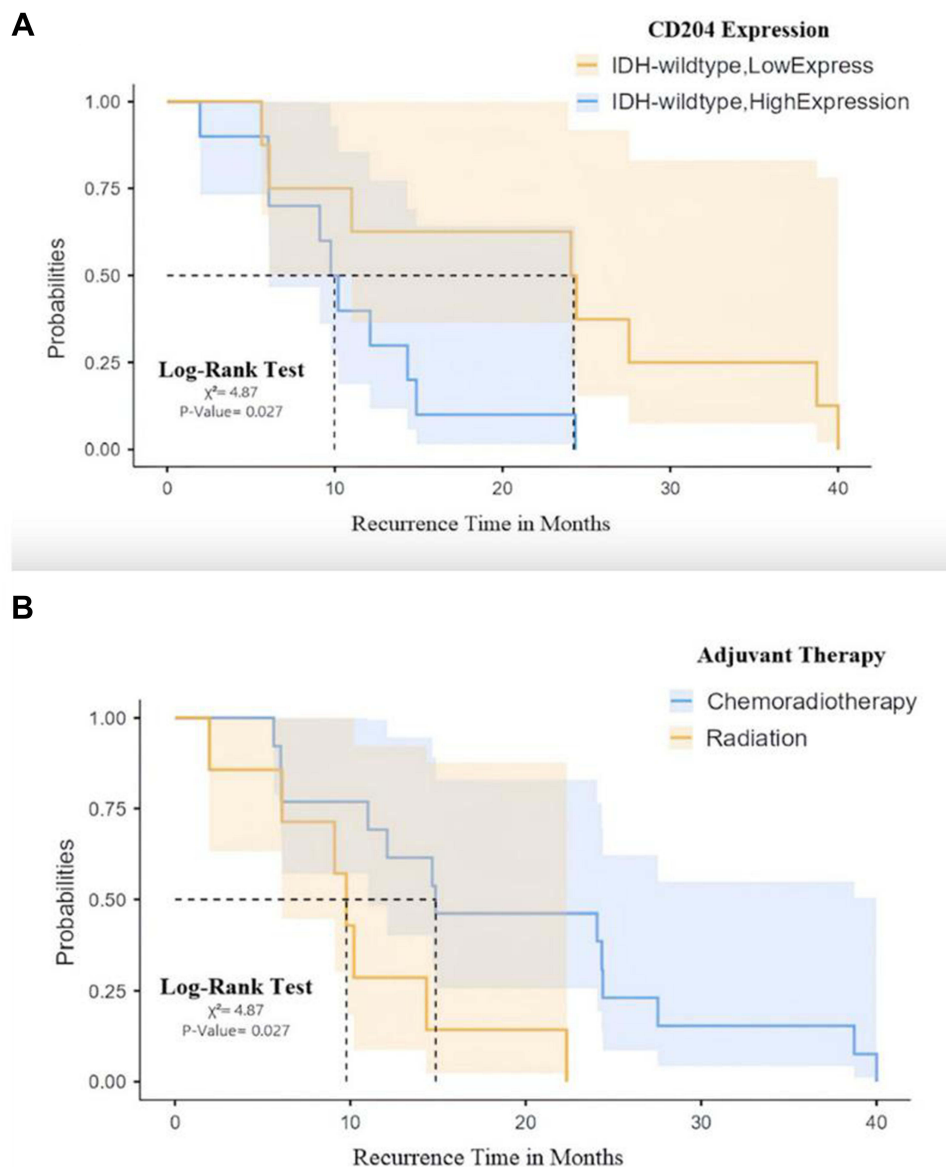 A
CD204 Expression
IDH-wildtype,LowExpress
IDH-wildtype,HighExpression
1.00
0.75
0.50
0.25
0.00
Probabilities
Log-Rank Test
χ²= 4.87
P-Value= 0.027
0 10 20 30 40
Recurrence Time in Months
B
Adjuvant Therapy
Chemoradiotherapy
Radiation
1.00
0.75
0.50
0.25
0.00
Probabilities
Log-Rank Test
χ²= 4.87
P-Value= 0.027
0 10 20 30 40
Recurrence Time in Months